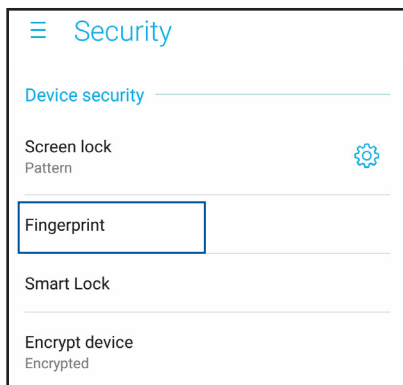 Security
Device security
Screen lock
Pattern
Fingerprint
Smart Lock
Encrypt device
Encrypted